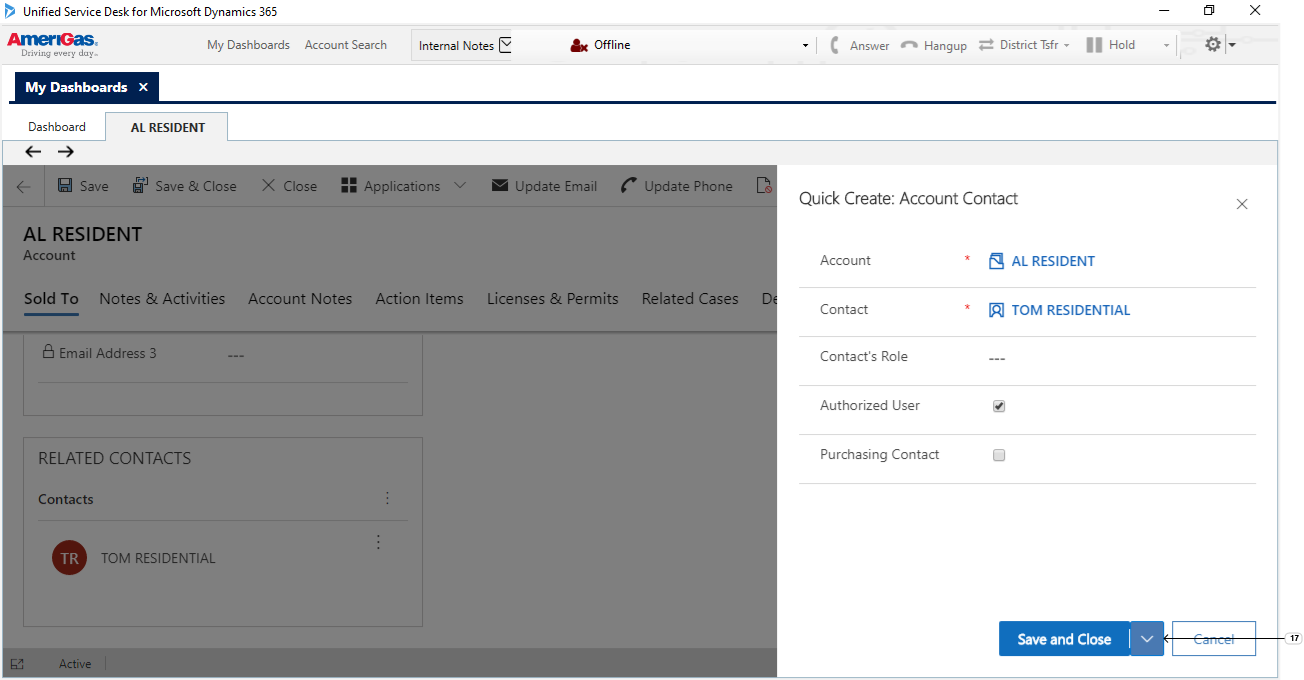 Unified Service Desk for Microsoft Dynamics 365
AmeriGas
Driving every day
My Dashboards Account Search Internal Notes Offline Answer Hangup District Tsfr Hold
My Dashboards
Dashboard AL RESIDENT
Save Save & Close Close Applications Update Email Update Phone
AL RESIDENT
Account
Sold To Notes & Activities Account Notes Action Items Licenses & Permits Related Cases De
Email Address 3 ---
RELATED CONTACTS
Contacts
TR TOM RESIDENTIAL
Active
Quick Create: Account Contact
Account * AL RESIDENT
Contact * TOM RESIDENTIAL
Contact's Role ---
Authorized User
Purchasing Contact
Save and Close Cancel 17